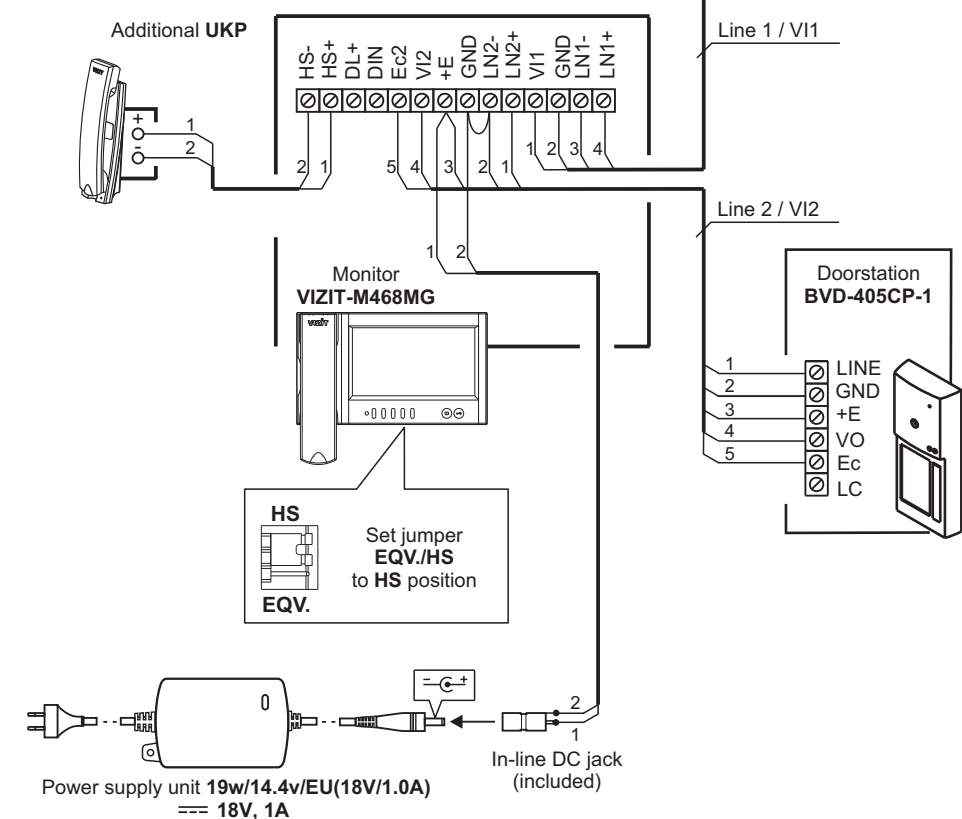 Additional UKP
Line 1 / VI1
HS-
HS+
DL+
DIN
Ec2
VI2
+E
GND
LN2-
LN2+
VI1
GND
LN1-
LN1+
VIZIT
+
-
1
2
2
1
5
4
3
2
1
1
2
3
4
Line 2 / VI2
1
2
Monitor
VIZIT-M468MG
VIZIT
Doorstation
BVD-405CP-1
1
2
3
4
5
LINE
GND
+E
VO
Ec
LC
HS
EQV.
Set jumper
EQV./HS
to HS position
- +
2
1
In-line DC jack
(included)
Power supply unit 19w/14.4v/EU(18V/1.0A)
18V, 1A